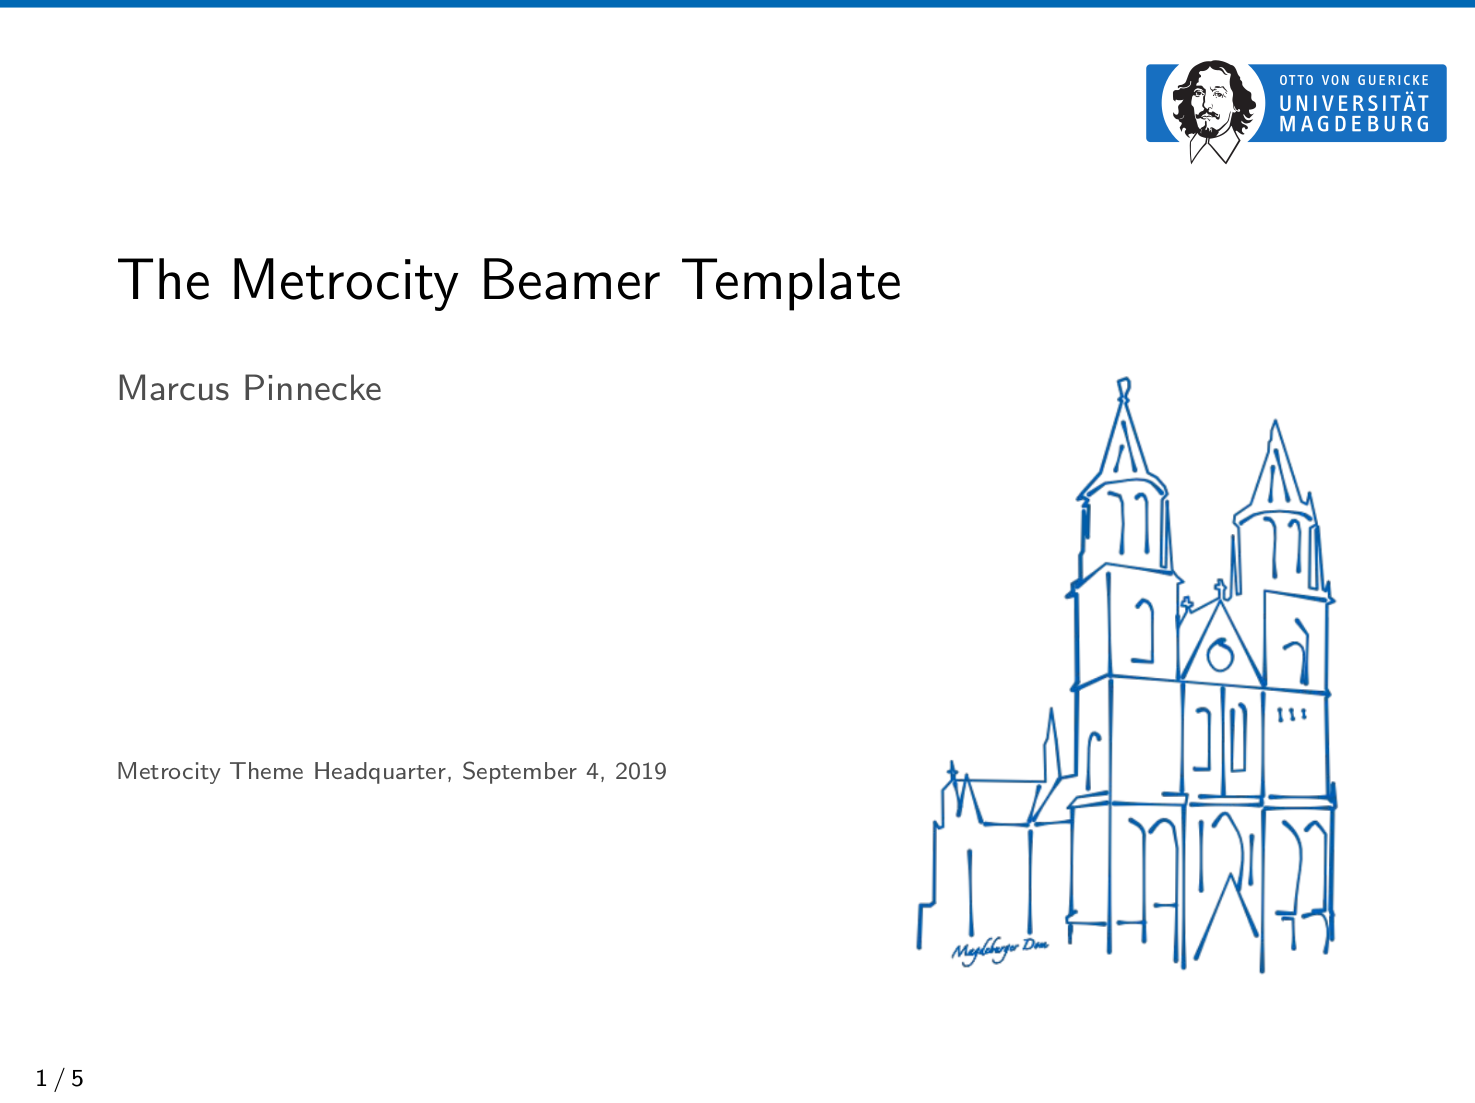 OTTO VON GUERICKE
UNIVERSITÄT
MAGDEBURG
The Metrocity Beamer Template
Marcus Pinnecke
Metrocity Theme Headquarter, September 4, 2019
Magdeburger Dom
1 / 5